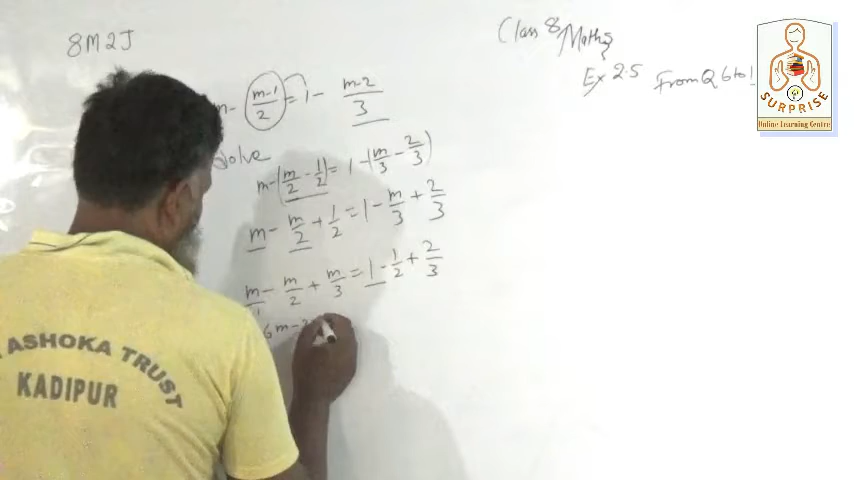 8M2J
Class 8 Maths
Ex 2.5 From Q 6 to 1
SURPRISE
Online Learning Centre
m - (m-1)/2 = 1 - (m-2)/3
Solve
m - (m/2 - 1/2) = 1 - (m/3 - 2/3)
m - m/2 + 1/2 = 1 - m/3 + 2/3
m - m/2 + m/3 = 1 - 1/2 + 2/3
6m -
ASHOKA TRUST
KADIPUR